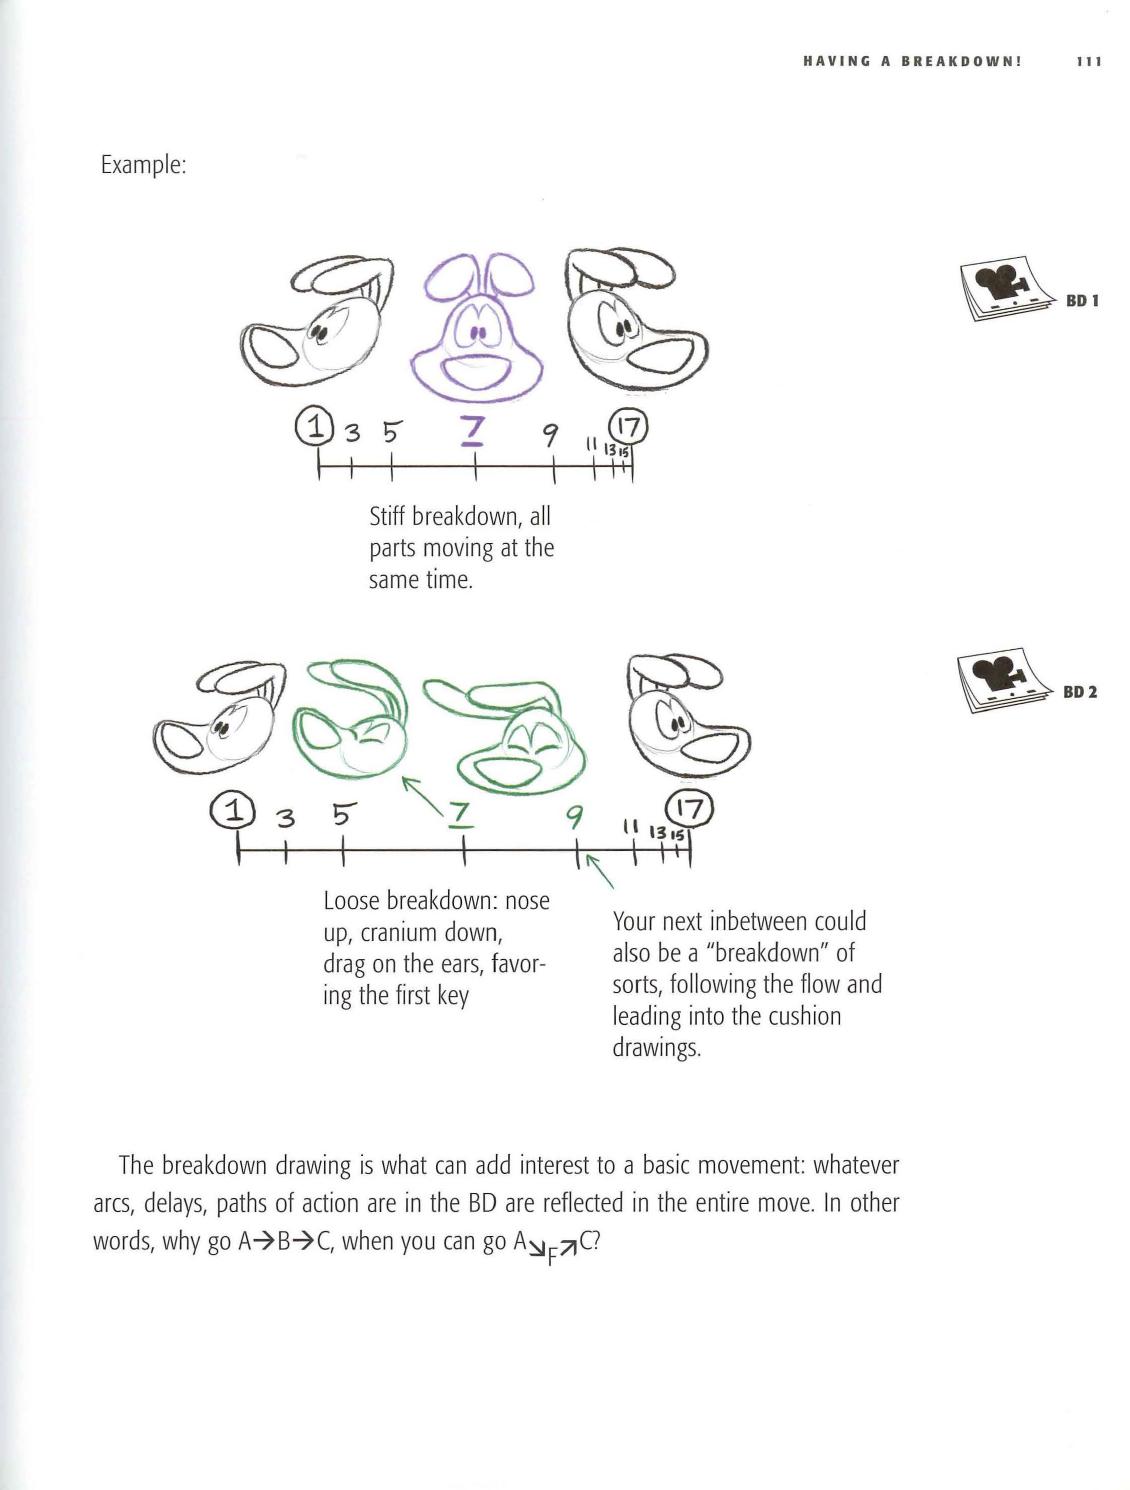 HAVING A BREAKDOWN! 111
Example:
BD 1
1 3 5 7 9 11 13 15 17
Stiff breakdown, all
parts moving at the
same time.
BD 2
1 3 5 7 9 11 13 15 17
Loose breakdown: nose
up, cranium down,
drag on the ears, favor-
ing the first key
Your next inbetween could
also be a “breakdown” of
sorts, following the flow and
leading into the cushion
drawings.
The breakdown drawing is what can add interest to a basic movement: whatever
arcs, delays, paths of action are in the BD are reflected in the entire move. In other
words, why go A→B→C, when you can go A↘F↗C?